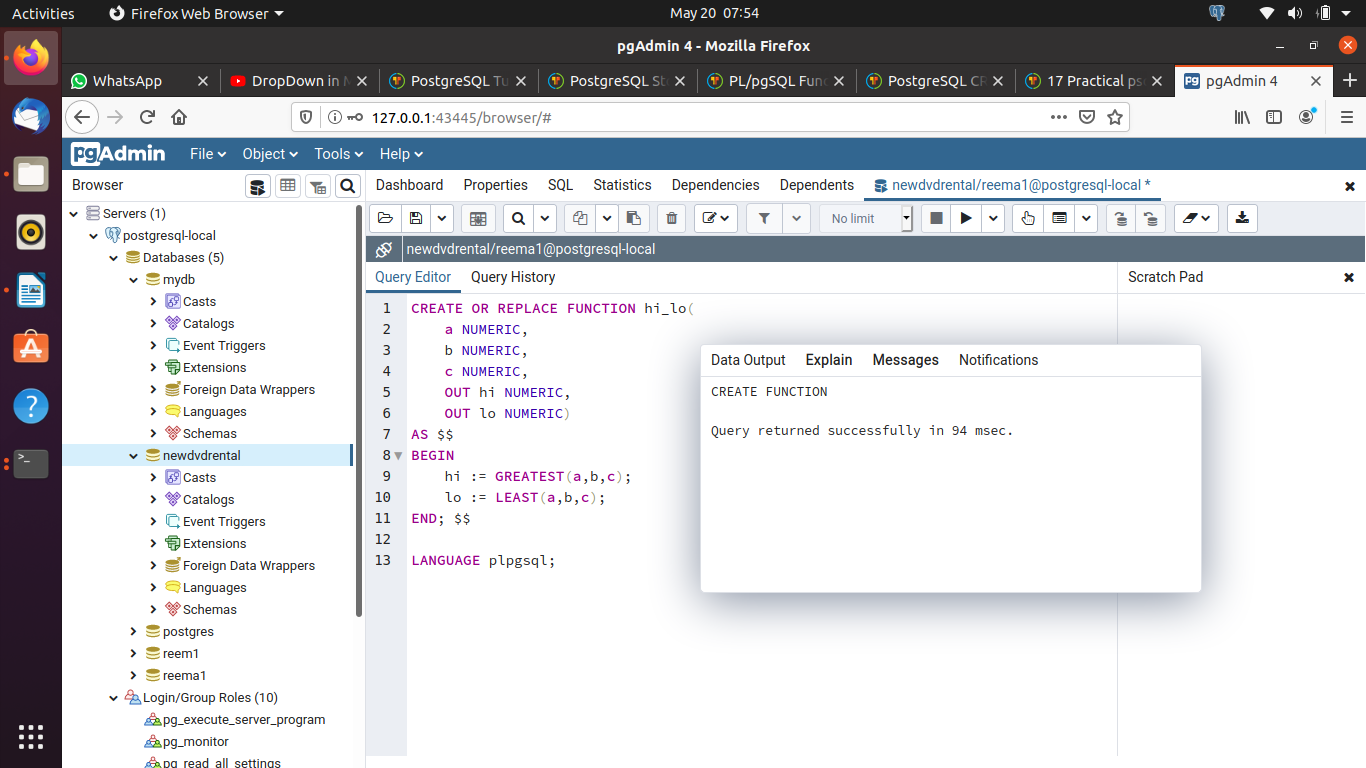 Activities
Firefox Web Browser
May 20 07:54
pgAdmin 4 - Mozilla Firefox
WhatsApp
DropDown in M
PostgreSQL Tu
PostgreSQL St
PL/pgSQL Func
PostgreSQL CR
17 Practical ps
pgAdmin 4
127.0.0.1:43445/browser/#
pgAdmin
File
Object
Tools
Help
Browser
Dashboard
Properties
SQL
Statistics
Dependencies
Dependents
newdvdrental/reema1@postgresql-local *
Servers (1)
postgresql-local
Databases (5)
mydb
Casts
Catalogs
Event Triggers
Extensions
Foreign Data Wrappers
Languages
Schemas
newdvdrental
Casts
Catalogs
Event Triggers
Extensions
Foreign Data Wrappers
Languages
Schemas
postgres
reem1
reema1
Login/Group Roles (10)
pg_execute_server_program
pg_monitor
pg_read_all_settings
No limit
newdvdrental/reema1@postgresql-local
Query Editor
Query History
Scratch Pad
1 CREATE OR REPLACE FUNCTION hi_lo(
2     a NUMERIC,
3     b NUMERIC,
4     c NUMERIC,
5     OUT hi NUMERIC,
6     OUT lo NUMERIC)
7 AS $$
8 BEGIN
9     hi := GREATEST(a,b,c);
10     lo := LEAST(a,b,c);
11 END; $$
12
13 LANGUAGE plpgsql;
Data Output
Explain
Messages
Notifications
CREATE FUNCTION
Query returned successfully in 94 msec.